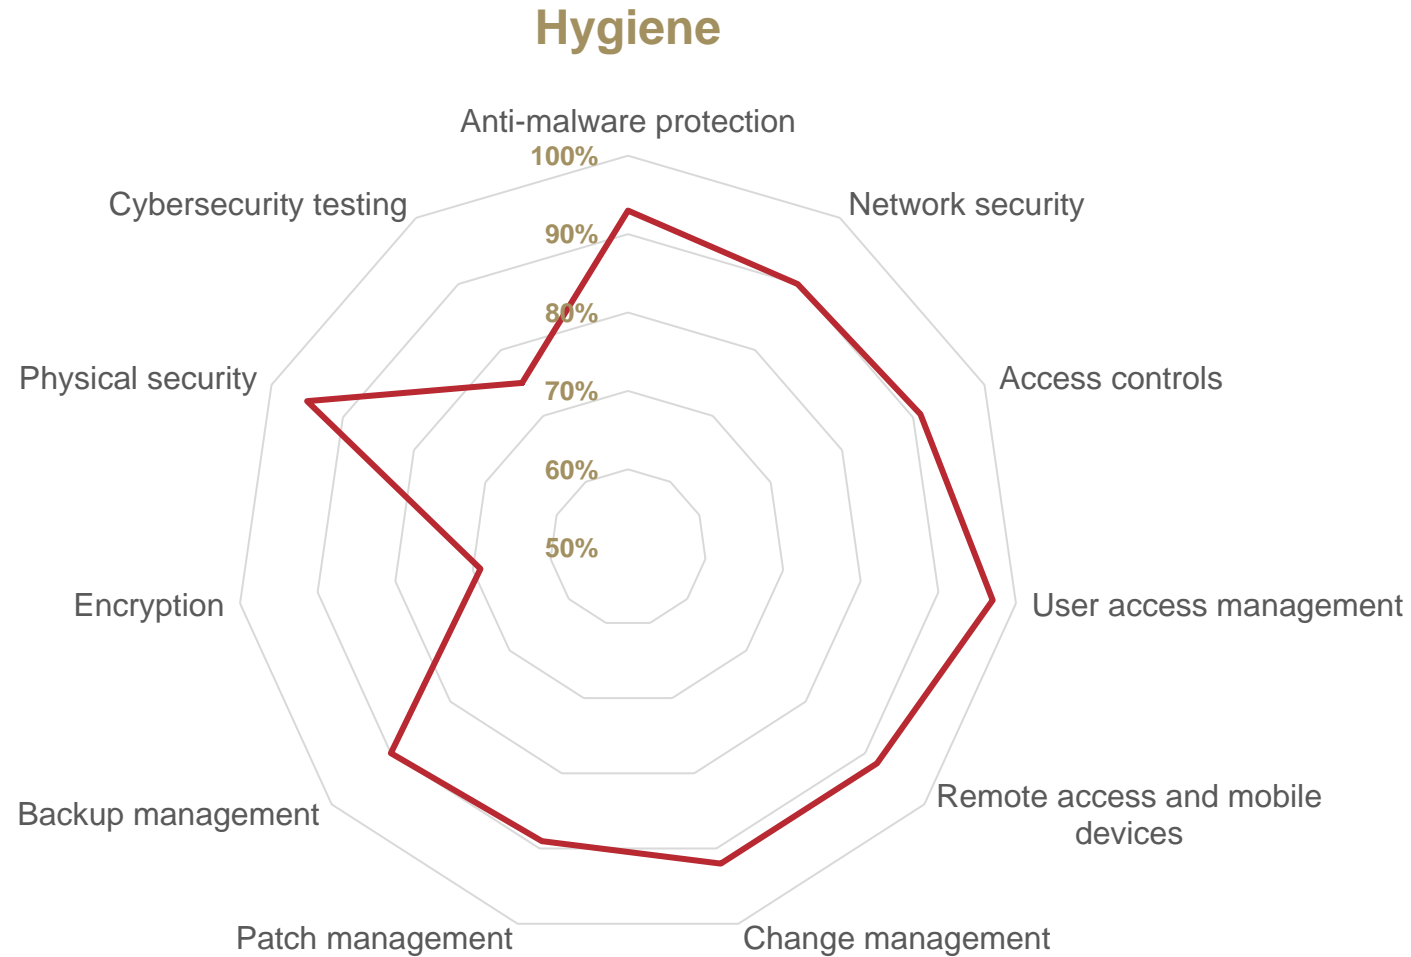 Hygiene
Anti-malware protection
100%
Cybersecurity testing
Network security
90%
80%
Physical security
Access controls
70%
60%
50%
Encryption
User access management
Backup management
Remote access and mobile
devices
Patch management
Change management